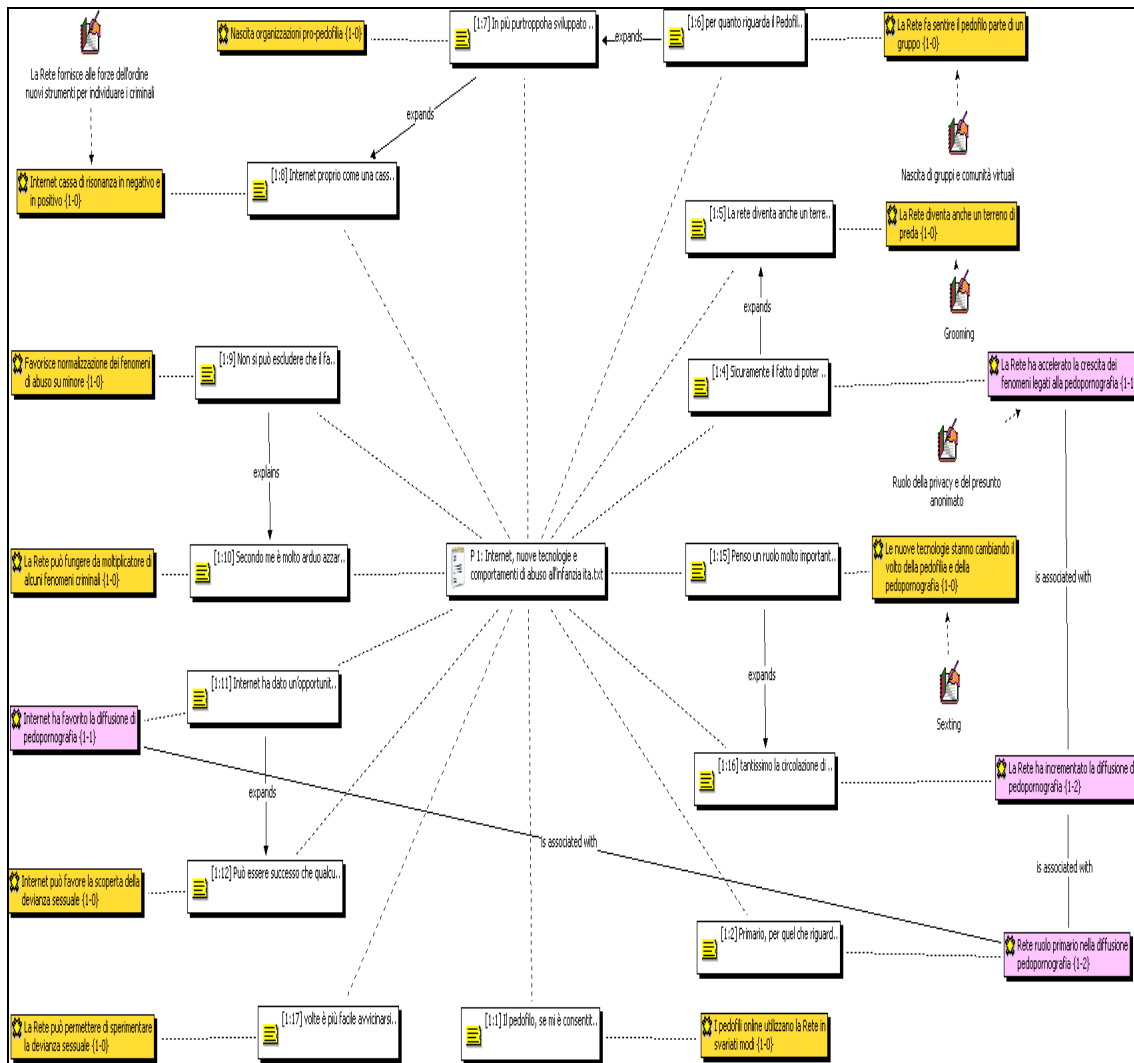 Nascita organizzazioni pro-pedofilia {1-0}
[1:7] In più purtroppoha sviluppato ..
expands
[1:6] per quanto riguarda il Pedofil..
La Rete fa sentire il pedofilo parte di un
gruppo {1-0}
La Rete fornisce alle forze dell'ordine
nuovi strumenti per individuare i criminali
expands
Nascita di gruppi e comunità virtuali
Internet cassa di risonanza in negativo e
in positivo {1-0}
[1:8] Internet proprio come una cass..
[1:5] La rete diventa anche un terre..
La Rete diventa anche un terreno di
preda {1-0}
expands
Grooming
Favorisce normalizzazione dei fenomeni
di abuso su minore {1-0}
[1:9] Non si può escludere che il fa..
[1:4] Sicuramente il fatto di poter ..
La Rete ha accelerato la crescita dei
fenomeni legati alla pedopornografia {1-1
explains
Ruolo della privacy e del presunto
anonimato
La Rete può fungere da moltiplicatore di
alcuni fenomeni criminali {1-0}
[1:10] Secondo me è molto arduo azzar..
P 1: Internet, nuove tecnologie e
comportamenti di abuso all'infanzia ita.txt
[1:15] Penso un ruolo molto important..
Le nuove tecnologie stanno cambiando il
volto della pedofilia e della
pedopornografia {1-0}
is associated with
expands
Sexting
Internet ha favorito la diffusione di
pedopornografia {1-1}
[1:11] Internet ha dato un'opportunit..
expands
[1:16] tantissimo la circolazione di ..
La Rete ha incrementato la diffusione d
pedopornografia {1-2}
is associated with
is associated with
Internet può favore la scoperta della
devianza sessuale {1-0}
[1:12] Può essere successo che qualcu..
[1:2] Primario, per quel che riguard..
Rete ruolo primario nella diffusione
pedopornografia {1-2}
La Rete può permettere di sperimentare
la devianza sessuale {1-0}
[1:17] volte è più facile avvicinarsi..
[1:1] Il pedofilo, se mi è consentit..
I pedofili online utilizzano la Rete in
svariati modi {1-0}